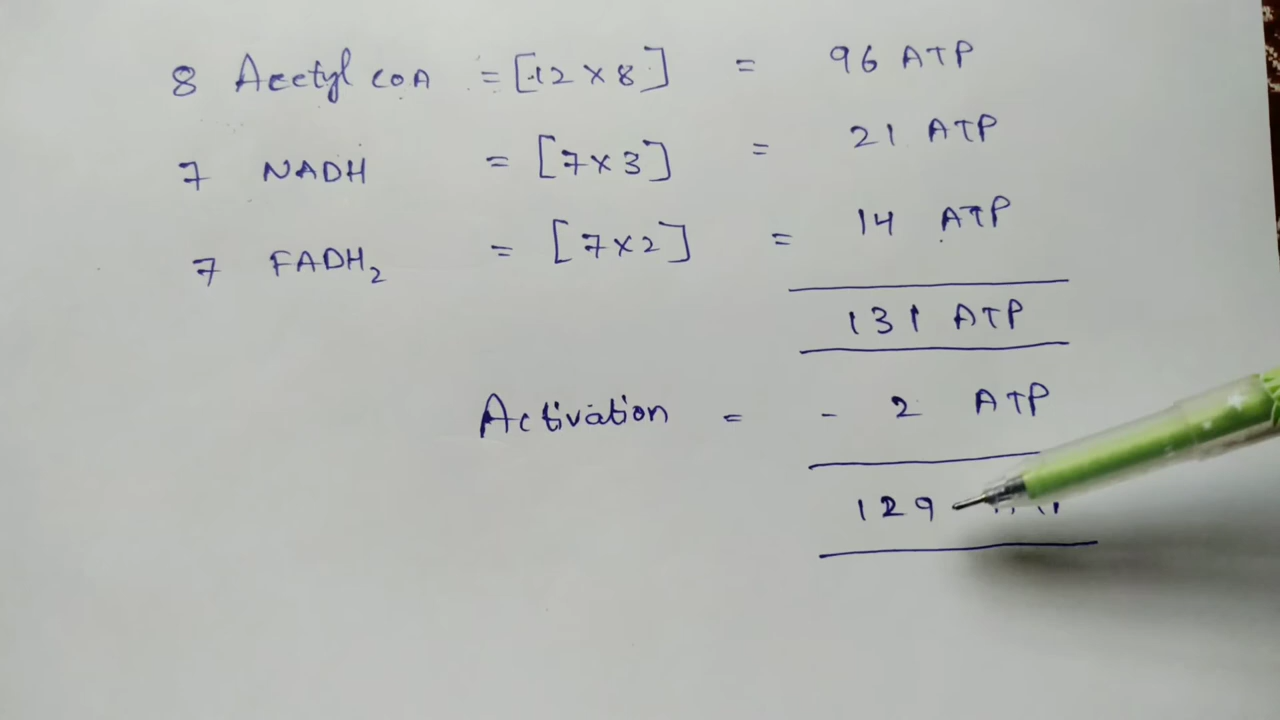 8 Acetyl CoA = [12 × 8] = 96 ATP
7 NADH = [7 × 3] = 21 ATP
7 FADH₂ = [7 × 2] = 14 ATP
131 ATP
Activation = - 2 ATP
129